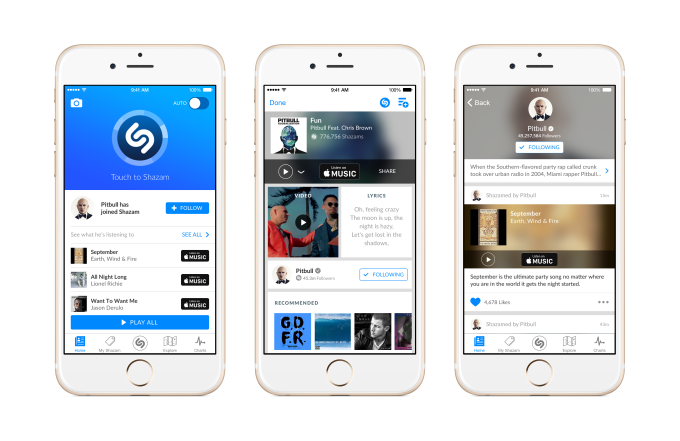 9:41 AM 100%
AUTO
Touch to Shazam
Pitbull has
joined Shazam
+ FOLLOW
See what he's listening to SEE ALL
September
Earth, Wind & Fire
Listen on
MUSIC
All Night Long
Lionel Richie
Listen on
MUSIC
Want To Want Me
Jason Derulo
Listen on
MUSIC
PLAY ALL
Home My Shazam Explore Charts
9:41 AM 100%
Done
PITBULL
Fun
Pitbull Feat. Chris Brown
776,756 Shazams
Listen on
MUSIC
SHARE
VIDEO
LYRICS
Oh, feeling crazy
The moon is up, the
night is hazy,
Let's get lost in the
shadows,
Pitbull
45.2m Followers
FOLLOWING
RECOMMENDED
G.D.
F.R.
9:41 AM 100%
Back
Pitbull
45,257,384 Followers
FOLLOWING
When the Southern-flavored party rap called crunk
took over urban radio in 2004, Miami rapper Pitbull...
Shazamed by Pitbull
September
Earth, Wind & Fire
Listen on
MUSIC
September is the ultimate party song no matter where
you are in the world it gets the night started.
4,678 Likes
Shazamed by Pitbull
Home My Shazam Explore Charts